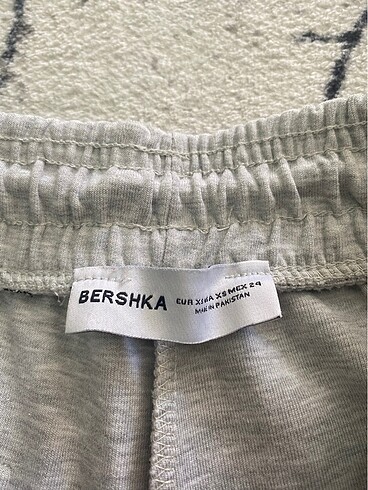 BERSHKA
EUR XS USA XS MEX 24
MADE IN PAKISTAN